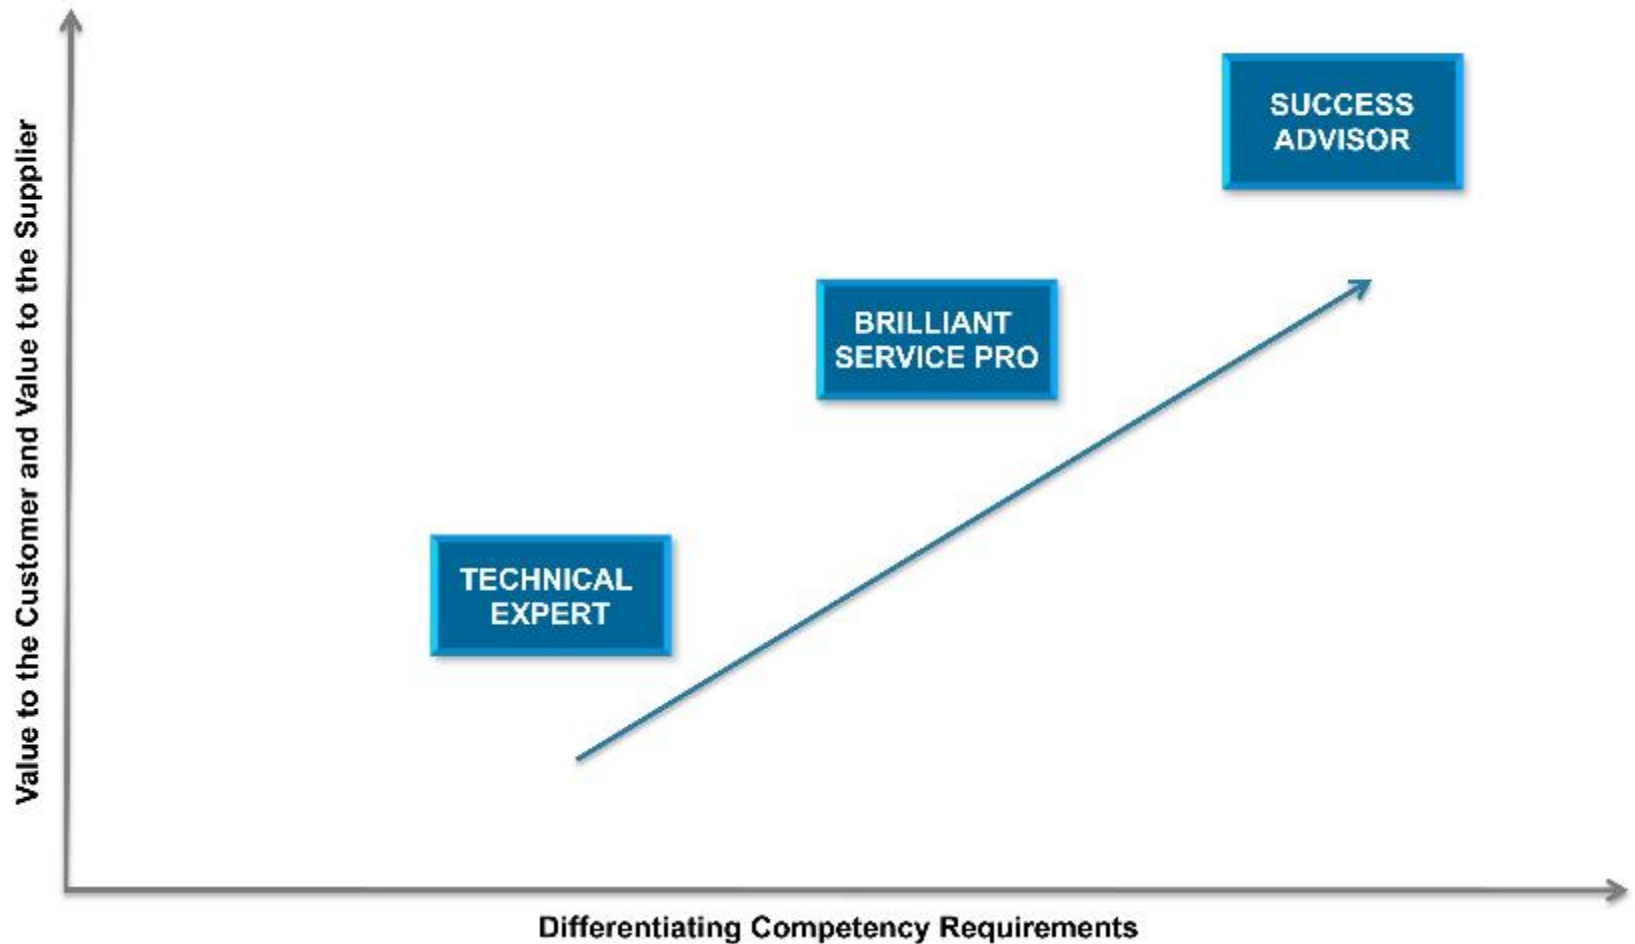 Value to the Customer and Value to the Supplier
SUCCESS
ADVISOR
BRILLIANT
SERVICE PRO
TECHNICAL
EXPERT
Differentiating Competency Requirements